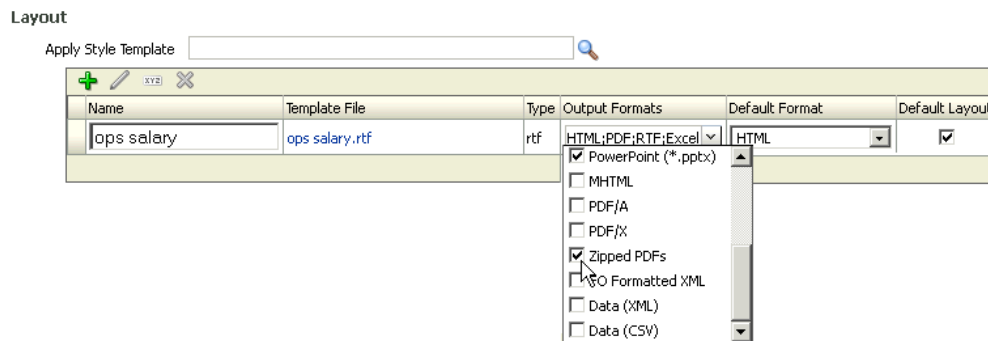 Layout
Apply Style Template
XYZ
Name Template File Type Output Formats Default Format Default Layout
ops salary ops salary.rtf rtf HTML;PDF;RTF;Excel HTML
PowerPoint (*.pptx)
MHTML
PDF/A
PDF/X
Zipped PDFs
FO Formatted XML
Data (XML)
Data (CSV)